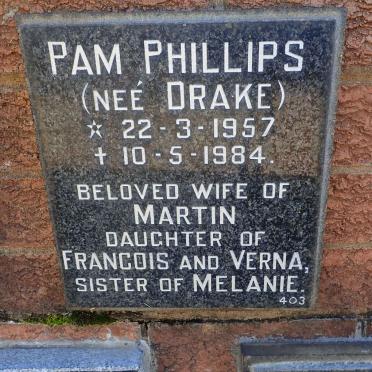 PAM PHILLIPS
(NEÉ DRAKE)
☆ 22-3-1957
✝ 10-5-1984.
BELOVED WIFE OF
MARTIN
DAUGHTER OF
FRANCOIS AND VERNA,
SISTER OF MELANIE.
403